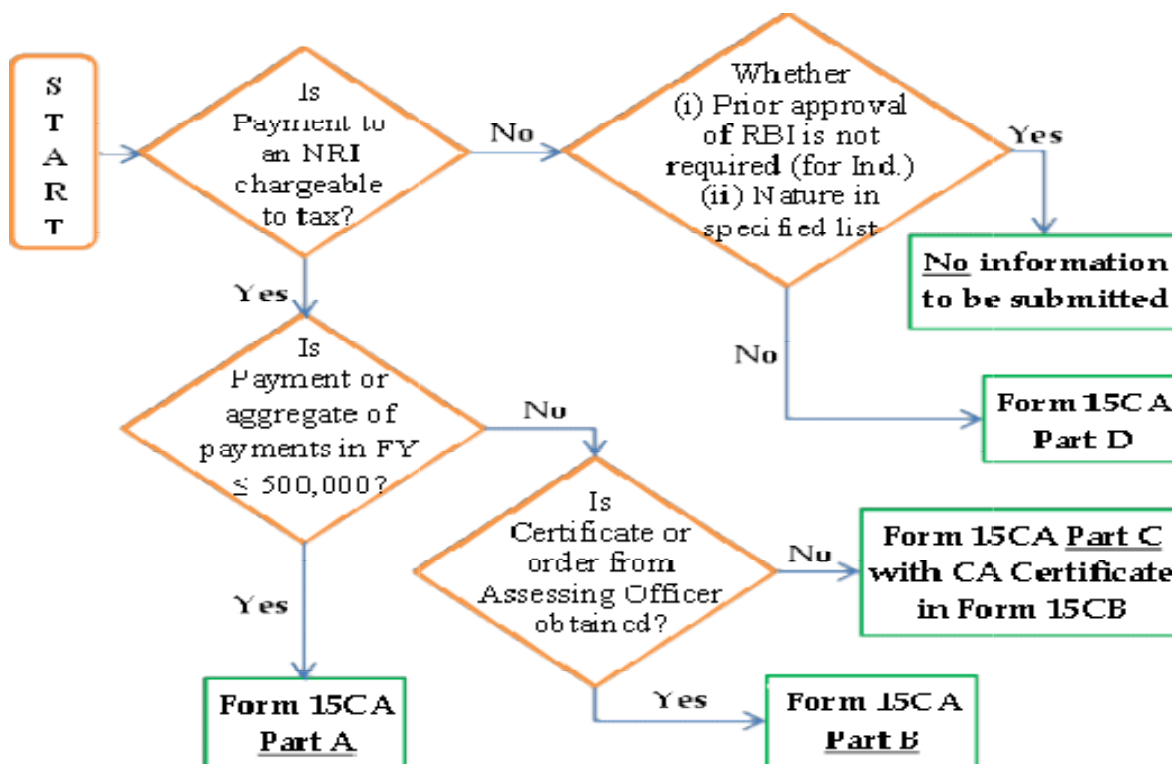 S
T
A
R
T
Is
Payment to
an NRI
chargeable
to tax?
No
Whether
(i) Prior approval
of RBI is not
required (for Ind.)
(ii) Nature in
specified list
Yes
No information
to be submitted
No
Form 15CA
Part D
Yes
Is
Payment or
aggregate of
payments in FY
≤ 500,000?
No
Is
Certificate or
order from
Assessing Officer
obtained?
No
Form 15CA Part C
with CA Certificate
in Form 15CB
Yes
Form 15CA
Part A
Yes
Form 15CA
Part B